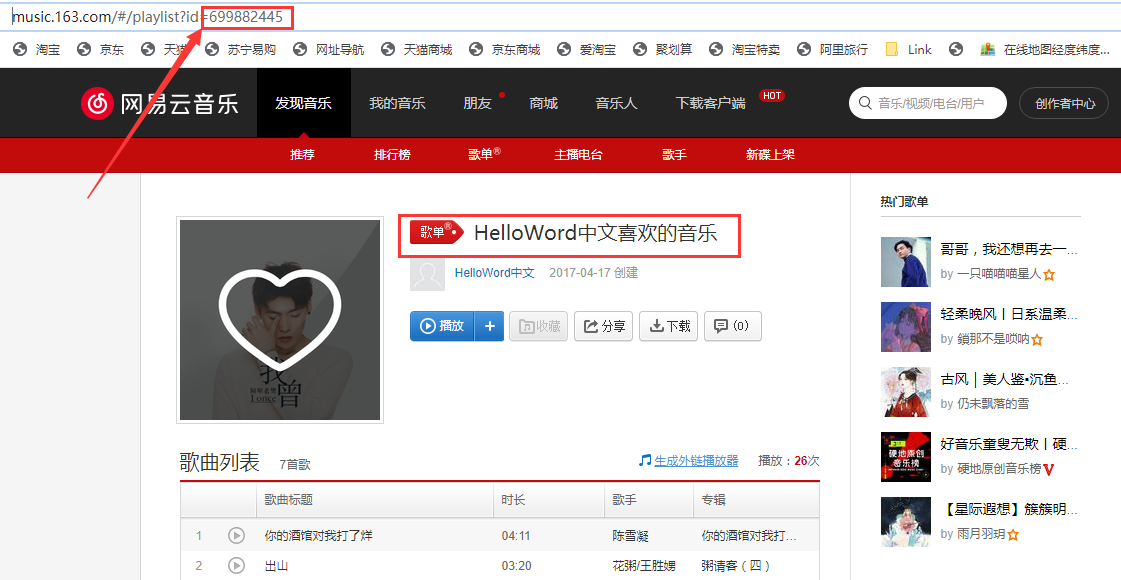 music.163.com/#/playlist?id=699882445
淘宝 京东 天猫 苏宁易购 网址导航 天猫商城 京东商城 爱淘宝 聚划算 淘宝特卖 阿里旅行 Link 在线地图经度纬度...
网易云音乐 发现音乐 我的音乐 朋友 商城 音乐人 下载客户端 HOT 音乐/视频/电台/用户 创作者中心
推荐 排行榜 歌单® 主播电台 歌手 新碟上架
歌单® HelloWord中文喜欢的音乐
HelloWord中文 2017-04-17 创建
播放 + 收藏 分享 下载 (0)
我曾
I once
歌曲列表 7首歌 生成外链播放器 播放：26次
歌曲标题 时长 歌手 专辑
1 你的酒馆对我打了烊 04:11 陈雪凝 你的酒馆对我打...
2 出山 03:20 花粥/王胜娚 粥请客（四）
热门歌单
哥哥，我还想再去一...
by 一只喵喵喵星人
轻柔晚风丨日系温柔...
by 鎖那不是唢呐
古风｜美人鉴•沉鱼...
by 仍未飘落的雪
好音乐童叟无欺丨硬...
by 硬地原创音乐榜
硬地原创
音乐榜
【星际遐想】簇簇明...
by 雨月羽玥